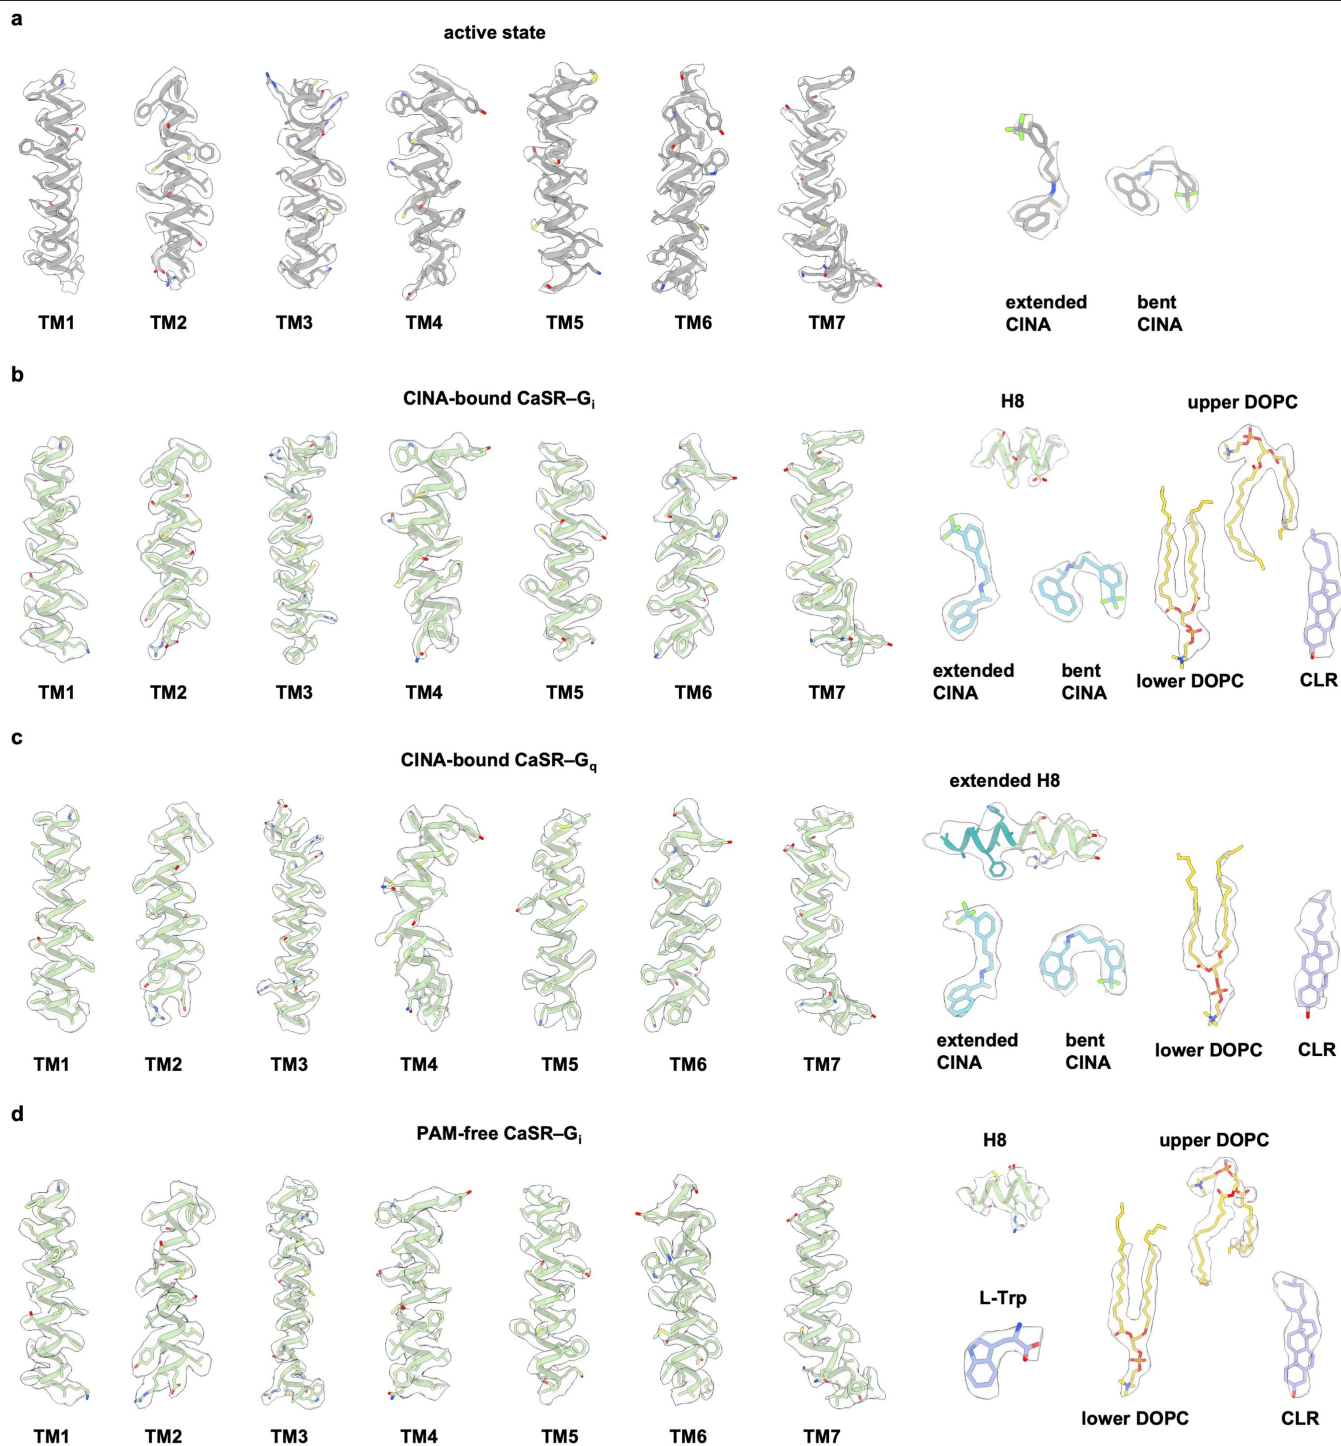 a
active state
TM1 TM2 TM3 TM4 TM5 TM6 TM7
extended CINA
bent CINA
b
CINA-bound CaSR–Gi
H8
upper DOPC
extended CINA
bent CINA
lower DOPC
CLR
TM1 TM2 TM3 TM4 TM5 TM6 TM7
c
CINA-bound CaSR–Gq
extended H8
extended CINA
bent CINA
lower DOPC
CLR
TM1 TM2 TM3 TM4 TM5 TM6 TM7
d
PAM-free CaSR–Gi
H8
upper DOPC
L-Trp
lower DOPC
CLR
TM1 TM2 TM3 TM4 TM5 TM6 TM7